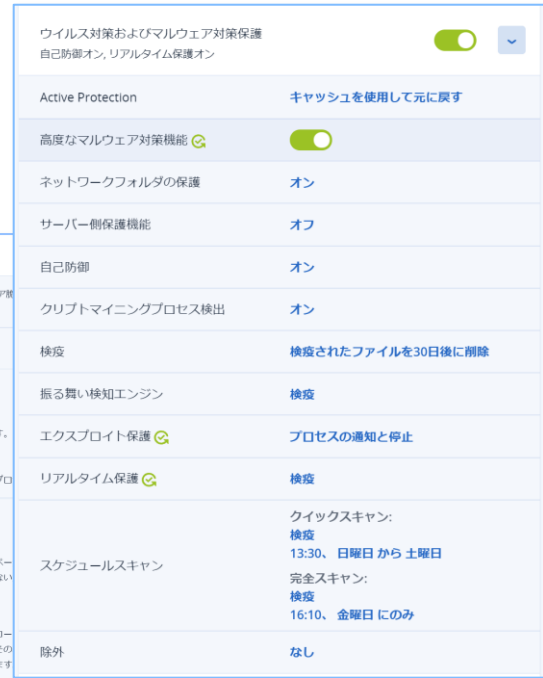 ウイルス対策およびマルウェア対策保護
自己防御オン, リアルタイム保護オン
Active Protection キャッシュを使用して元に戻す
高度なマルウェア対策機能
ネットワークフォルダの保護 オン
サーバー側保護機能 オフ
自己防御 オン
クリプトマイニングプロセス検出 オン
検疫 検疫されたファイルを30日後に削除
振る舞い検知エンジン 検疫
エクスプロイト保護 プロセスの通知と停止
リアルタイム保護 検疫
スケジュールスキャン
クイックスキャン:
検疫
13:30、 日曜日 から 土曜日
完全スキャン:
検疫
16:10、 金曜日 にのみ
除外 なし